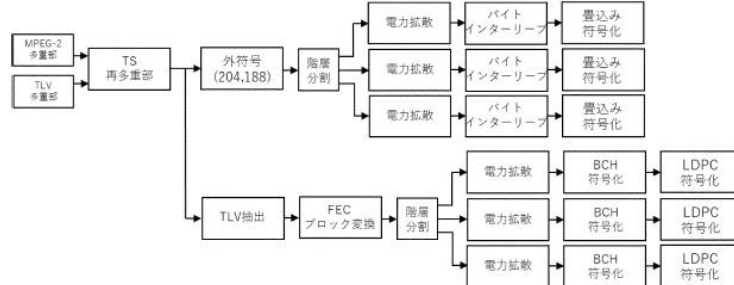 MPEG-2
多重部
TLV
多重部
TS
再多重部
外符号
(204,188)
階層
分割
電力拡散
バイト
インターリーブ
畳込み
符号化
電力拡散
バイト
インターリーブ
畳込み
符号化
電力拡散
バイト
インターリーブ
畳込み
符号化
TLV抽出
FEC
ブロック変換
階層
分割
電力拡散
BCH
符号化
LDPC
符号化
電力拡散
BCH
符号化
LDPC
符号化
電力拡散
BCH
符号化
LDPC
符号化